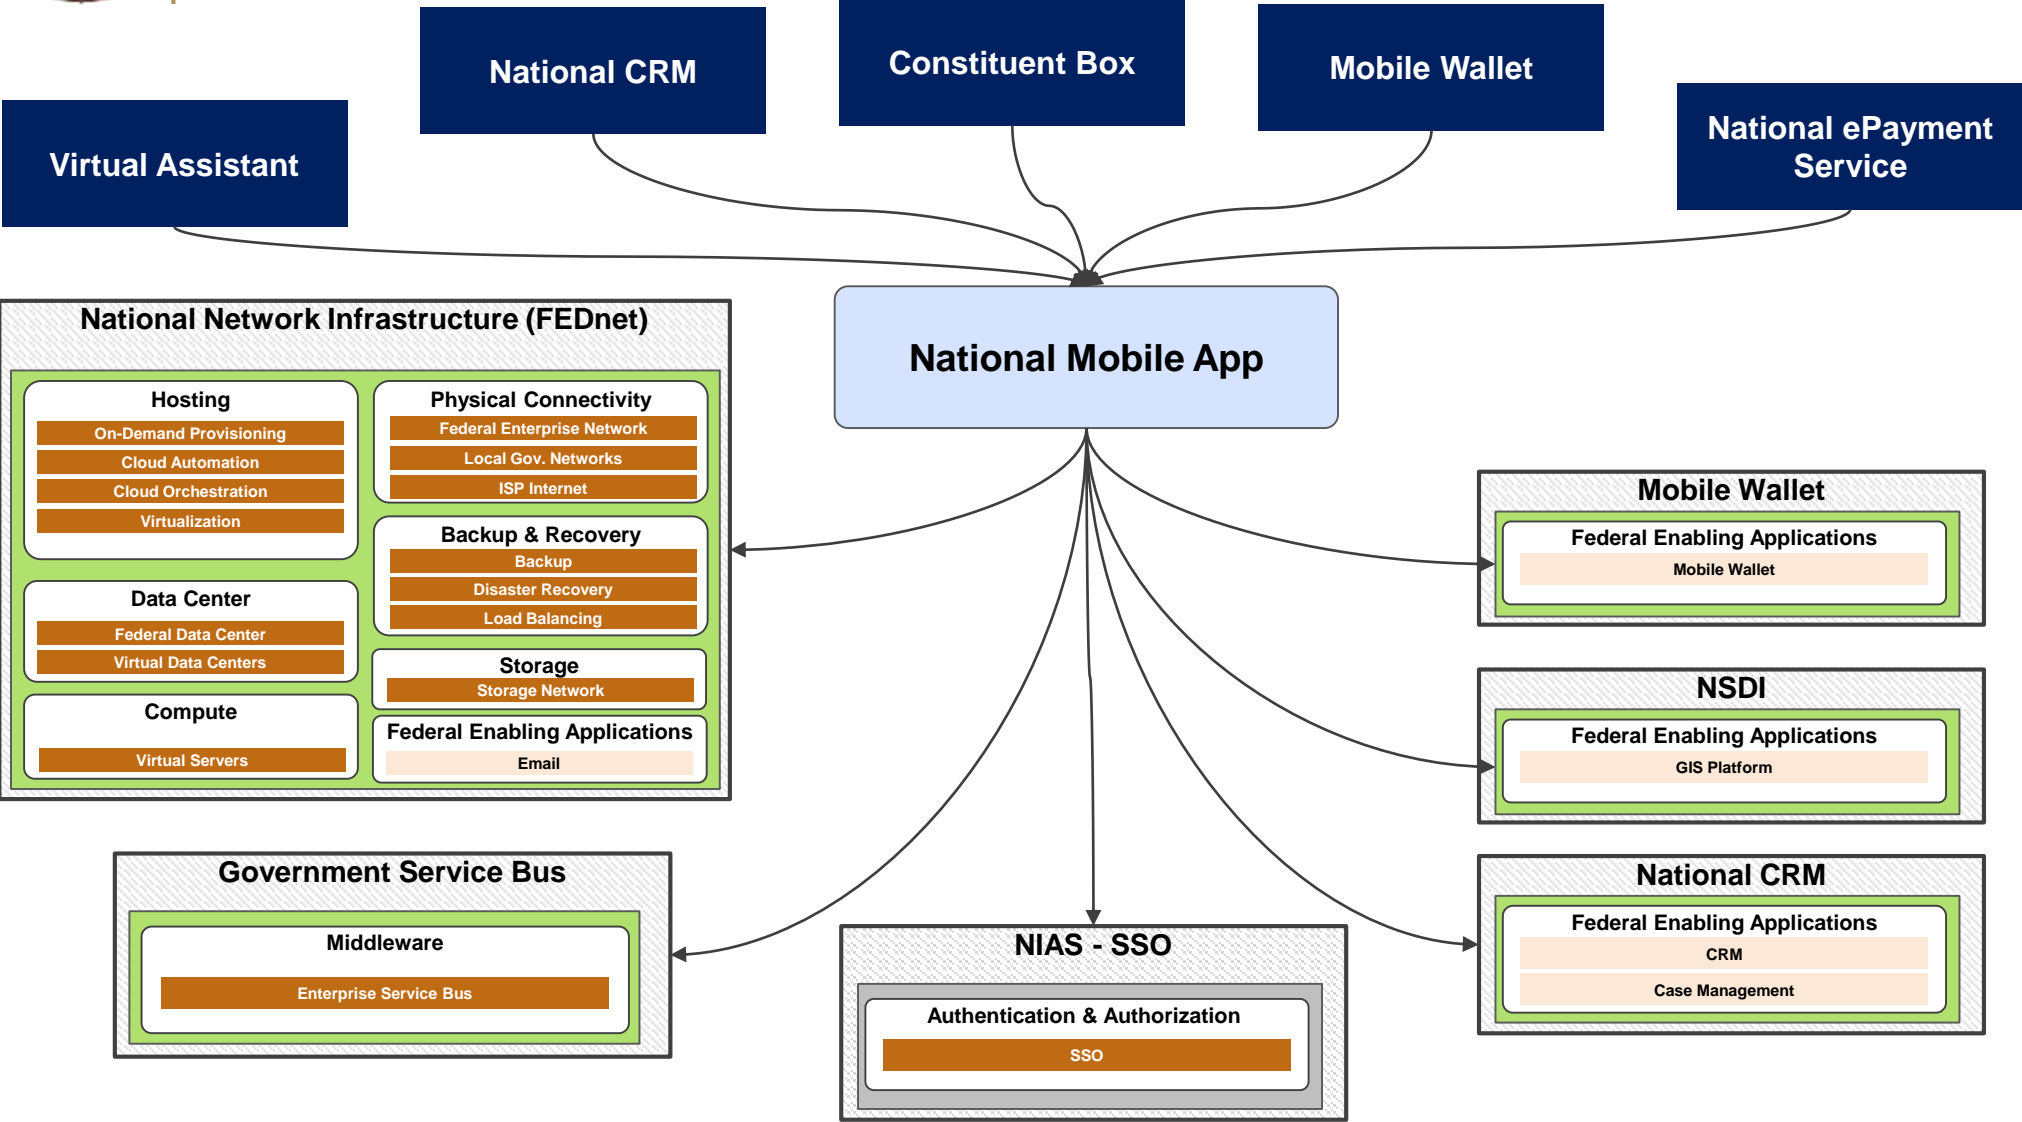 National CRM
Constituent Box
Mobile Wallet
Virtual Assistant
National ePayment
Service
National Mobile App
National Network Infrastructure (FEDnet)
Hosting
On-Demand Provisioning
Cloud Automation
Cloud Orchestration
Virtualization
Physical Connectivity
Federal Enterprise Network
Local Gov. Networks
ISP Internet
Backup & Recovery
Backup
Disaster Recovery
Load Balancing
Data Center
Federal Data Center
Virtual Data Centers
Storage
Storage Network
Compute
Virtual Servers
Federal Enabling Applications
Email
Mobile Wallet
Federal Enabling Applications
Mobile Wallet
NSDI
Federal Enabling Applications
GIS Platform
National CRM
Federal Enabling Applications
CRM
Case Management
Government Service Bus
Middleware
Enterprise Service Bus
NIAS - SSO
Authentication & Authorization
SSO